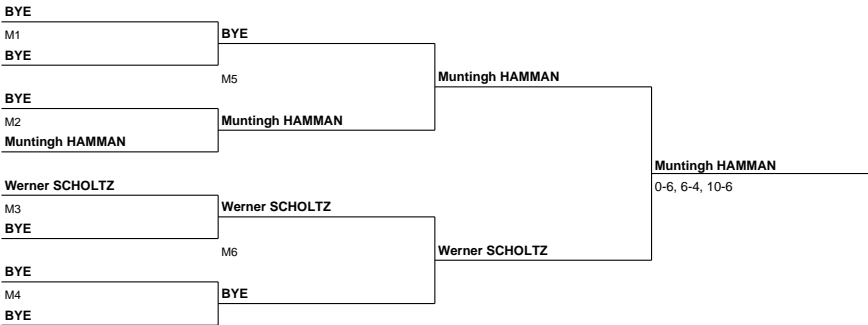 BYE
M1
BYE
BYE
M5
BYE
M2
Muntingh HAMMAN
Muntingh HAMMAN
Muntingh HAMMAN
Muntingh HAMMAN
0-6, 6-4, 10-6
Werner SCHOLTZ
M3
BYE
Werner SCHOLTZ
M6
Werner SCHOLTZ
BYE
M4
BYE
BYE